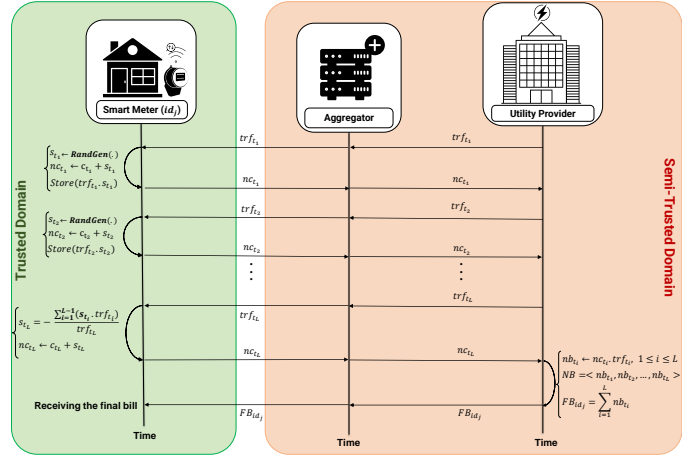 Smart Meter (id_j)
Aggregator
Utility Provider
Trusted Domain
Semi-Trusted Domain
trf_{t_1}
trf_{t_1}
s_{t_1} ← RandGen(.)
nc_{t_1} ← c_{t_1} + s_{t_1}
Store(trf_{t_1}.s_{t_1})
nc_{t_1}
nc_{t_1}
trf_{t_2}
trf_{t_2}
s_{t_2} ← RandGen(.)
nc_{t_2} ← c_{t_2} + s_{t_2}
Store(trf_{t_2}.s_{t_2})
nc_{t_2}
nc_{t_2}
⋮ ⋮
trf_{t_L}
trf_{t_L}
s_{t_L} = − \frac{\sum_{i=1}^{L-1}(s_{t_i}.trf_{t_i})}{trf_{t_L}}
nc_{t_L} ← c_{t_L} + s_{t_L}
nc_{t_L}
nc_{t_L}
nb_{t_i} ← nc_{t_i}.trf_{t_i}, 1 ≤ i ≤ L
NB =< nb_{t_1}, nb_{t_2}, ..., nb_{t_L} >
FB_{id_j} = \sum_{i=1}^{L} nb_{t_i}
Receiving the final bill
FB_{id_j}
FB_{id_j}
Time
Time
Time